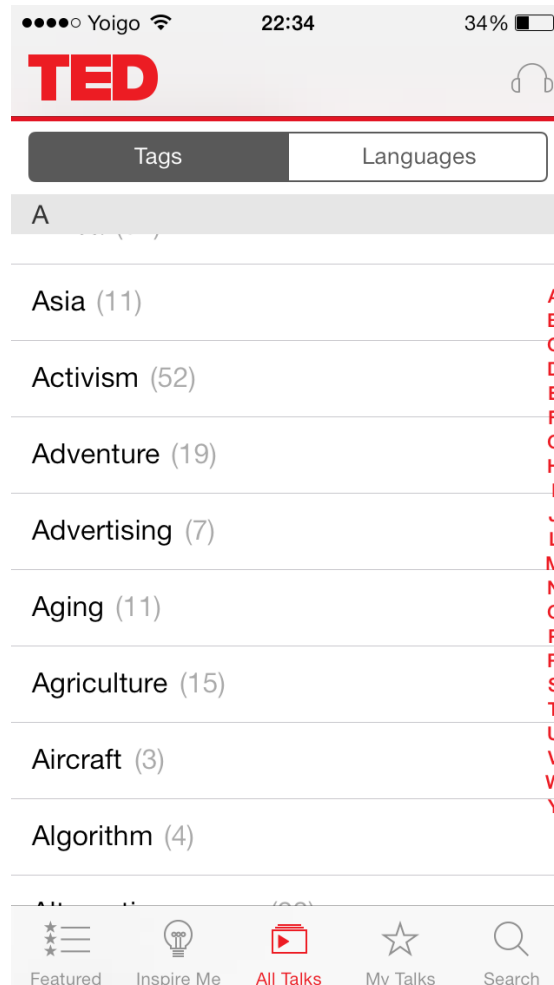 Yoigo 22:34 34%
TED
Tags Languages
A
Asia (11)
Activism (52)
Adventure (19)
Advertising (7)
Aging (11)
Agriculture (15)
Aircraft (3)
Algorithm (4)
Featured Inspire Me All Talks My Talks Search